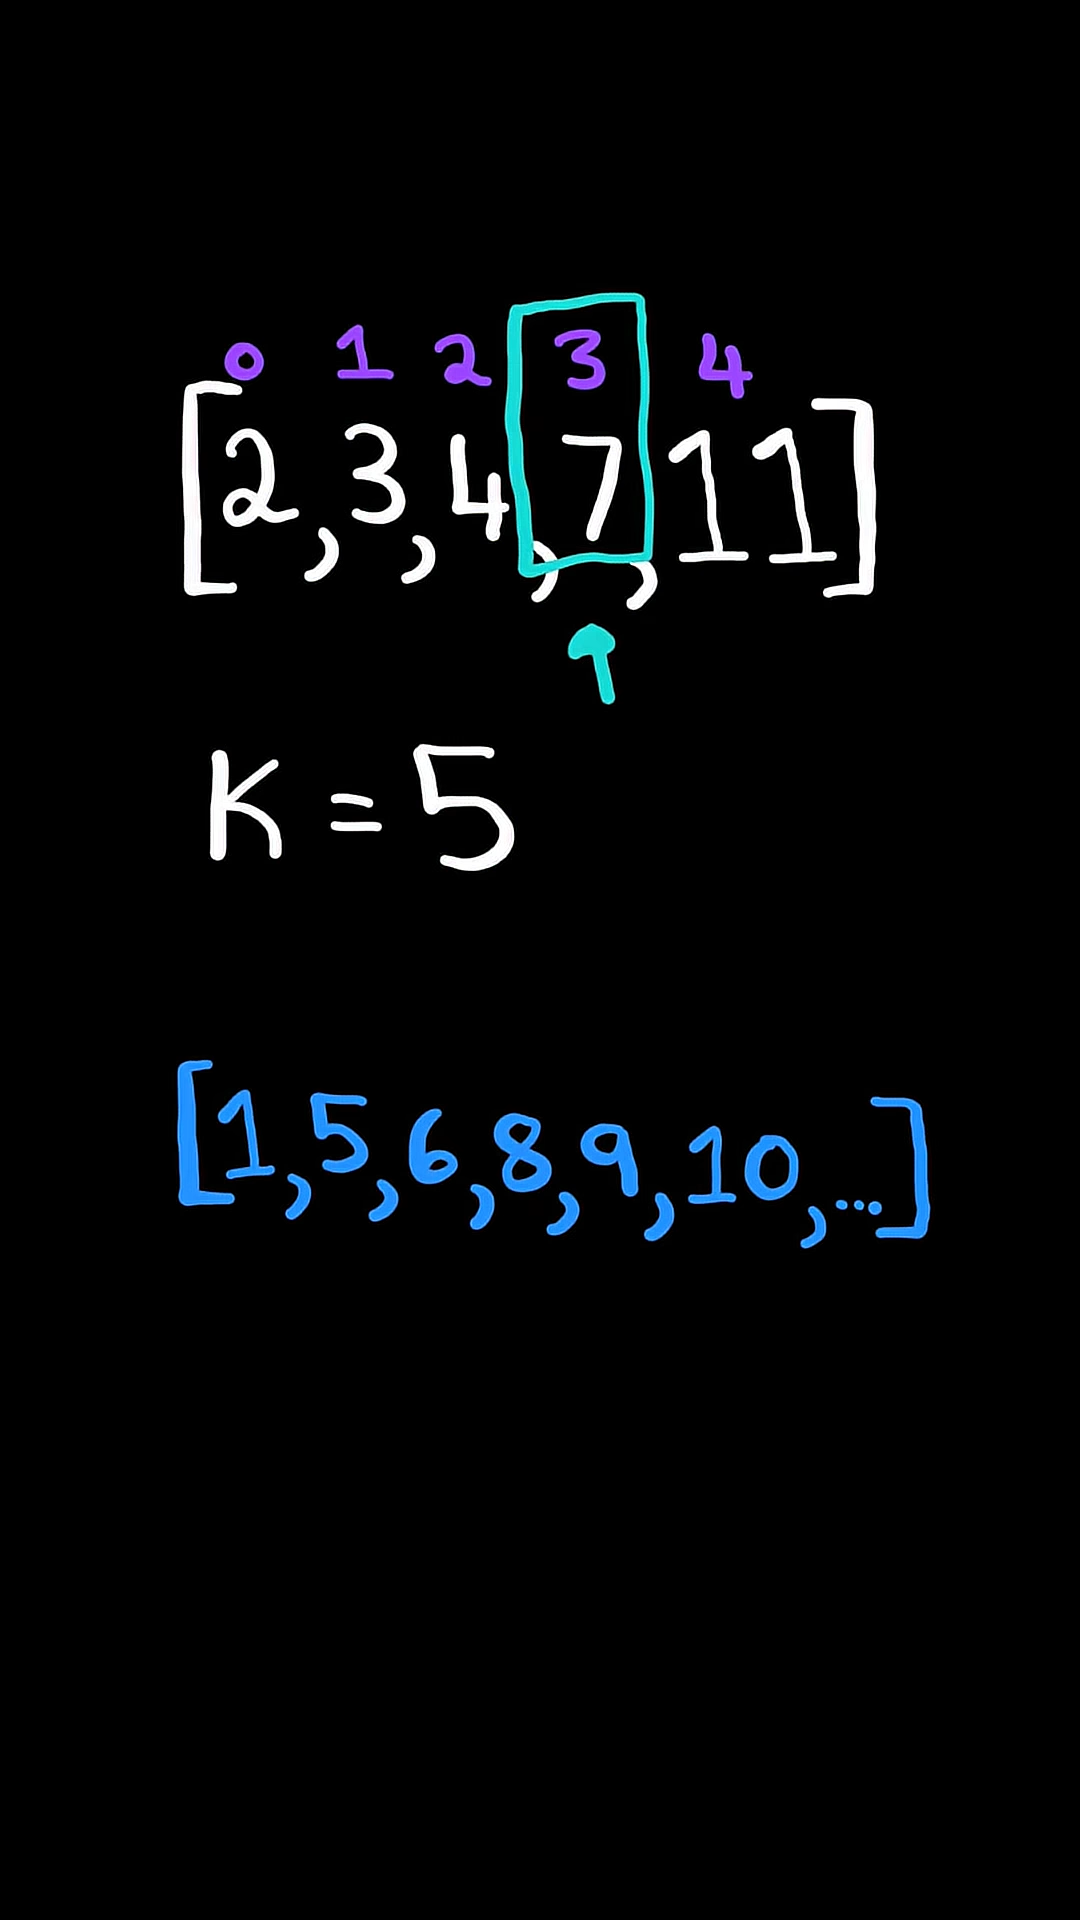 0 1 2 3 4
[2,3,4,7,11]
K = 5
[1,5,6,8,9,10,...]